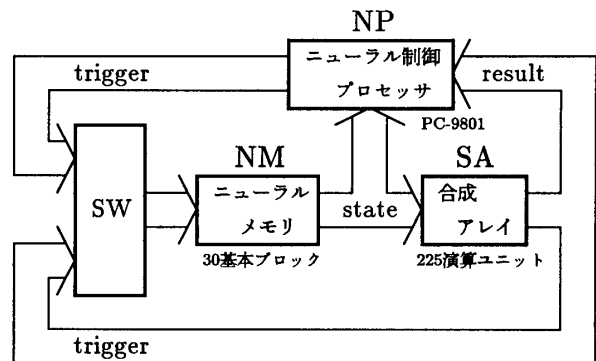 NP
ニューラル制御
プロセッサ
PC-9801
trigger
result
SW
NM
ニューラル
メモリ
30基本ブロック
state
SA
合成
アレイ
225演算ユニット
trigger